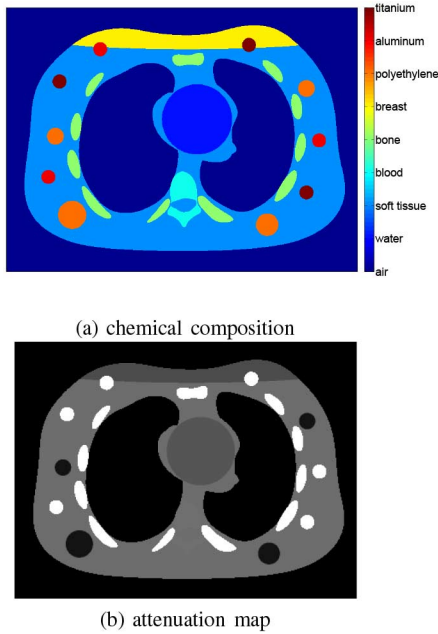 titanium
aluminum
polyethylene
breast
bone
blood
soft tissue
water
air
(a) chemical composition
(b) attenuation map